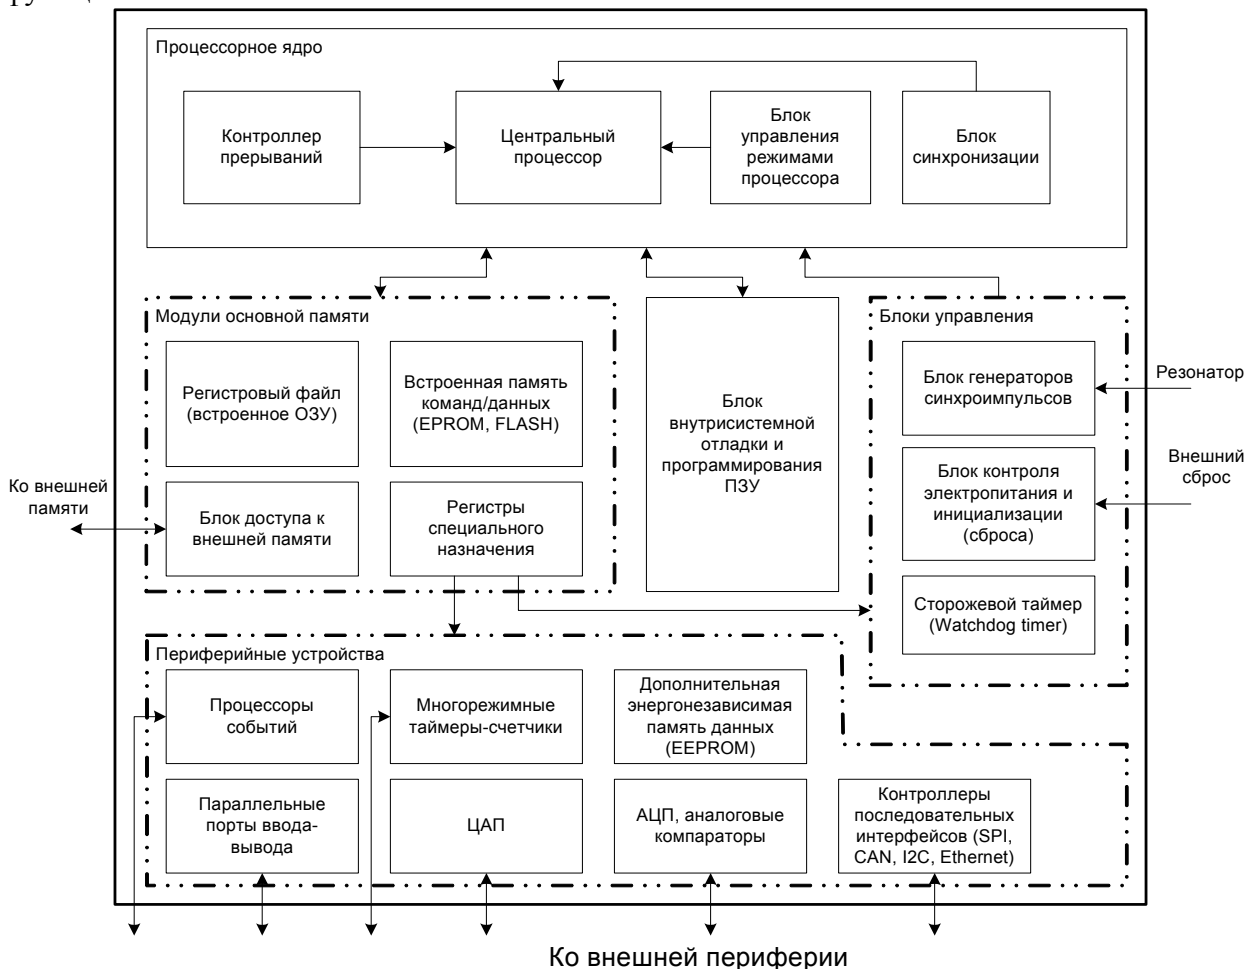 Процессорное ядро
Контроллер
прерываний
Центральный
процессор
Блок
управления
режимами
процессора
Блок
синхронизации
Модули основной памяти
Регистровый файл
(встроенное ОЗУ)
Встроенная память
команд/данных
(EPROM, FLASH)
Блок доступа к
внешней памяти
Регистры
специального
назначения
Ко внешней
памяти
Блок
внутрисистемной
отладки и
программирования
ПЗУ
Блоки управления
Блок генераторов
синхроимпульсов
Резонатор
Блок контроля
электропитания и
инициализации
(сброса)
Внешний
сброс
Сторожевой таймер
(Watchdog timer)
Периферийные устройства
Процессоры
событий
Многорежимные
таймеры-счетчики
Дополнительная
энергонезависимая
память данных
(EEPROM)
Параллельные
порты ввода-
вывода
ЦАП
АЦП, аналоговые
компараторы
Контроллеры
последовательных
интерфейсов (SPI,
CAN, I2C, Ethernet)
Ко внешней периферии